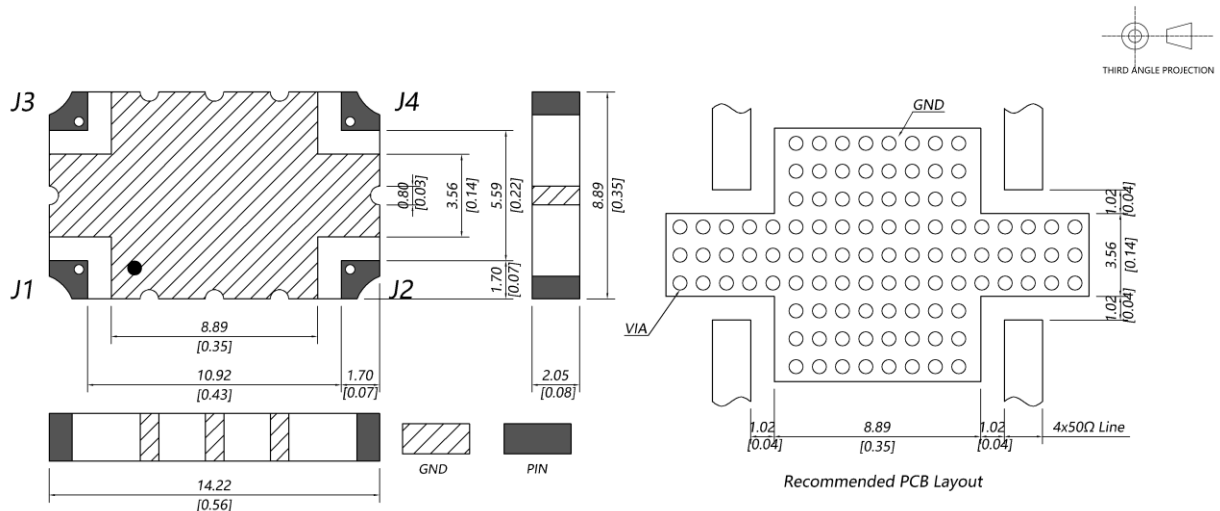 THIRD ANGLE PROJECTION
J3
J4
J1
J2
0.80
[0.03]
3.56
[0.14]
5.59
[0.22]
1.70
[0.07]
8.89
[0.35]
8.89
[0.35]
10.92
[0.43]
1.70
[0.07]
2.05
[0.08]
14.22
[0.56]
GND
PIN
GND
VIA
1.02
[0.04]
3.56
[0.14]
1.02
[0.04]
1.02
[0.04]
8.89
[0.35]
1.02
[0.04]
4x50Ω Line
Recommended PCB Layout